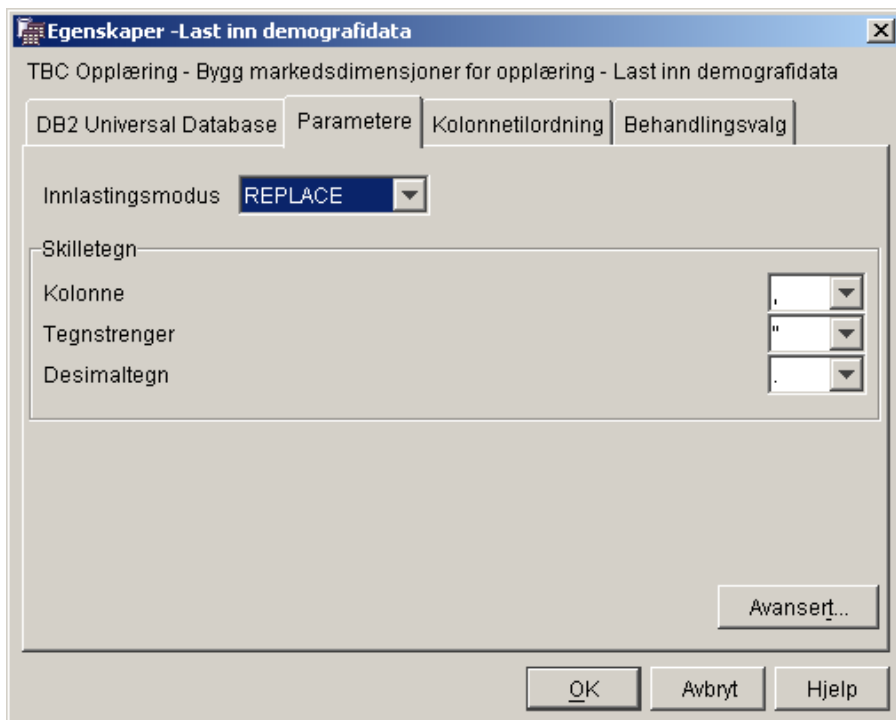 Egenskaper -Last inn demografidata
TBC Opplæring - Bygg markedsdimensjoner for opplæring - Last inn demografidata
DB2 Universal Database Parametere Kolonnetilordning Behandlingsvalg
Innlastingsmodus REPLACE
Skilletegn
Kolonne ,
Tegnstrenger "
Desimaltegn .
Avansert...
OK Avbryt Hjelp